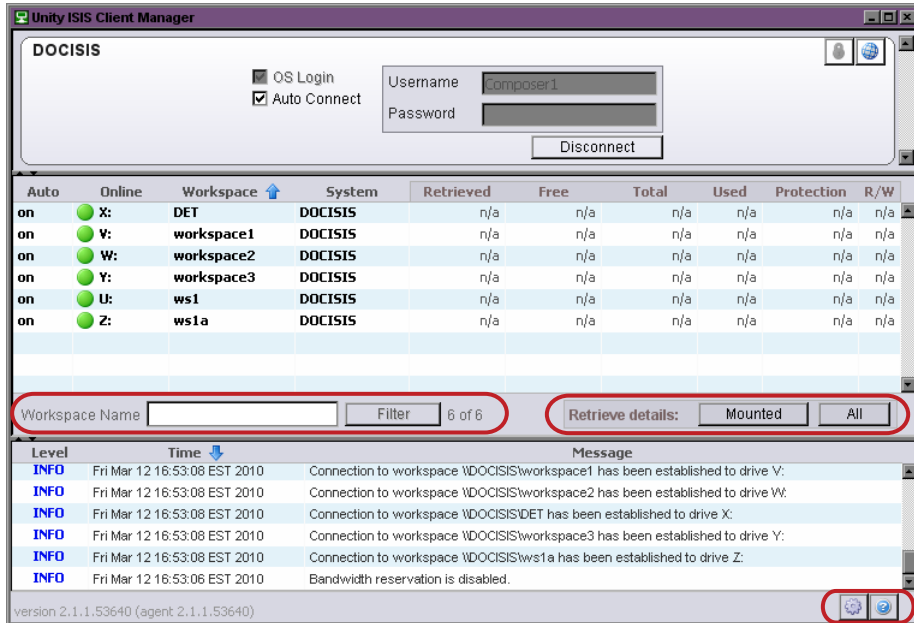 Unity ISIS Client Manager
DOCISIS
OS Login
Auto Connect
Username Composer1
Password
Disconnect
Auto Online Workspace System Retrieved Free Total Used Protection R/W
on X: DET DOCISIS n/a n/a n/a n/a n/a n/a
on V: workspace1 DOCISIS n/a n/a n/a n/a n/a n/a
on W: workspace2 DOCISIS n/a n/a n/a n/a n/a n/a
on Y: workspace3 DOCISIS n/a n/a n/a n/a n/a n/a
on U: ws1 DOCISIS n/a n/a n/a n/a n/a n/a
on Z: ws1a DOCISIS n/a n/a n/a n/a n/a n/a
Workspace Name Filter 6 of 6 Retrieve details: Mounted All
Level Time Message
INFO Fri Mar 12 16:53:08 EST 2010 Connection to workspace \\DOCISIS\workspace1 has been established to drive V:
INFO Fri Mar 12 16:53:08 EST 2010 Connection to workspace \\DOCISIS\workspace2 has been established to drive W:
INFO Fri Mar 12 16:53:08 EST 2010 Connection to workspace \\DOCISIS\DET has been established to drive X:
INFO Fri Mar 12 16:53:08 EST 2010 Connection to workspace \\DOCISIS\workspace3 has been established to drive Y:
INFO Fri Mar 12 16:53:08 EST 2010 Connection to workspace \\DOCISIS\ws1a has been established to drive Z:
INFO Fri Mar 12 16:53:06 EST 2010 Bandwidth reservation is disabled.
version 2.1.1.53640 (agent 2.1.1.53640)